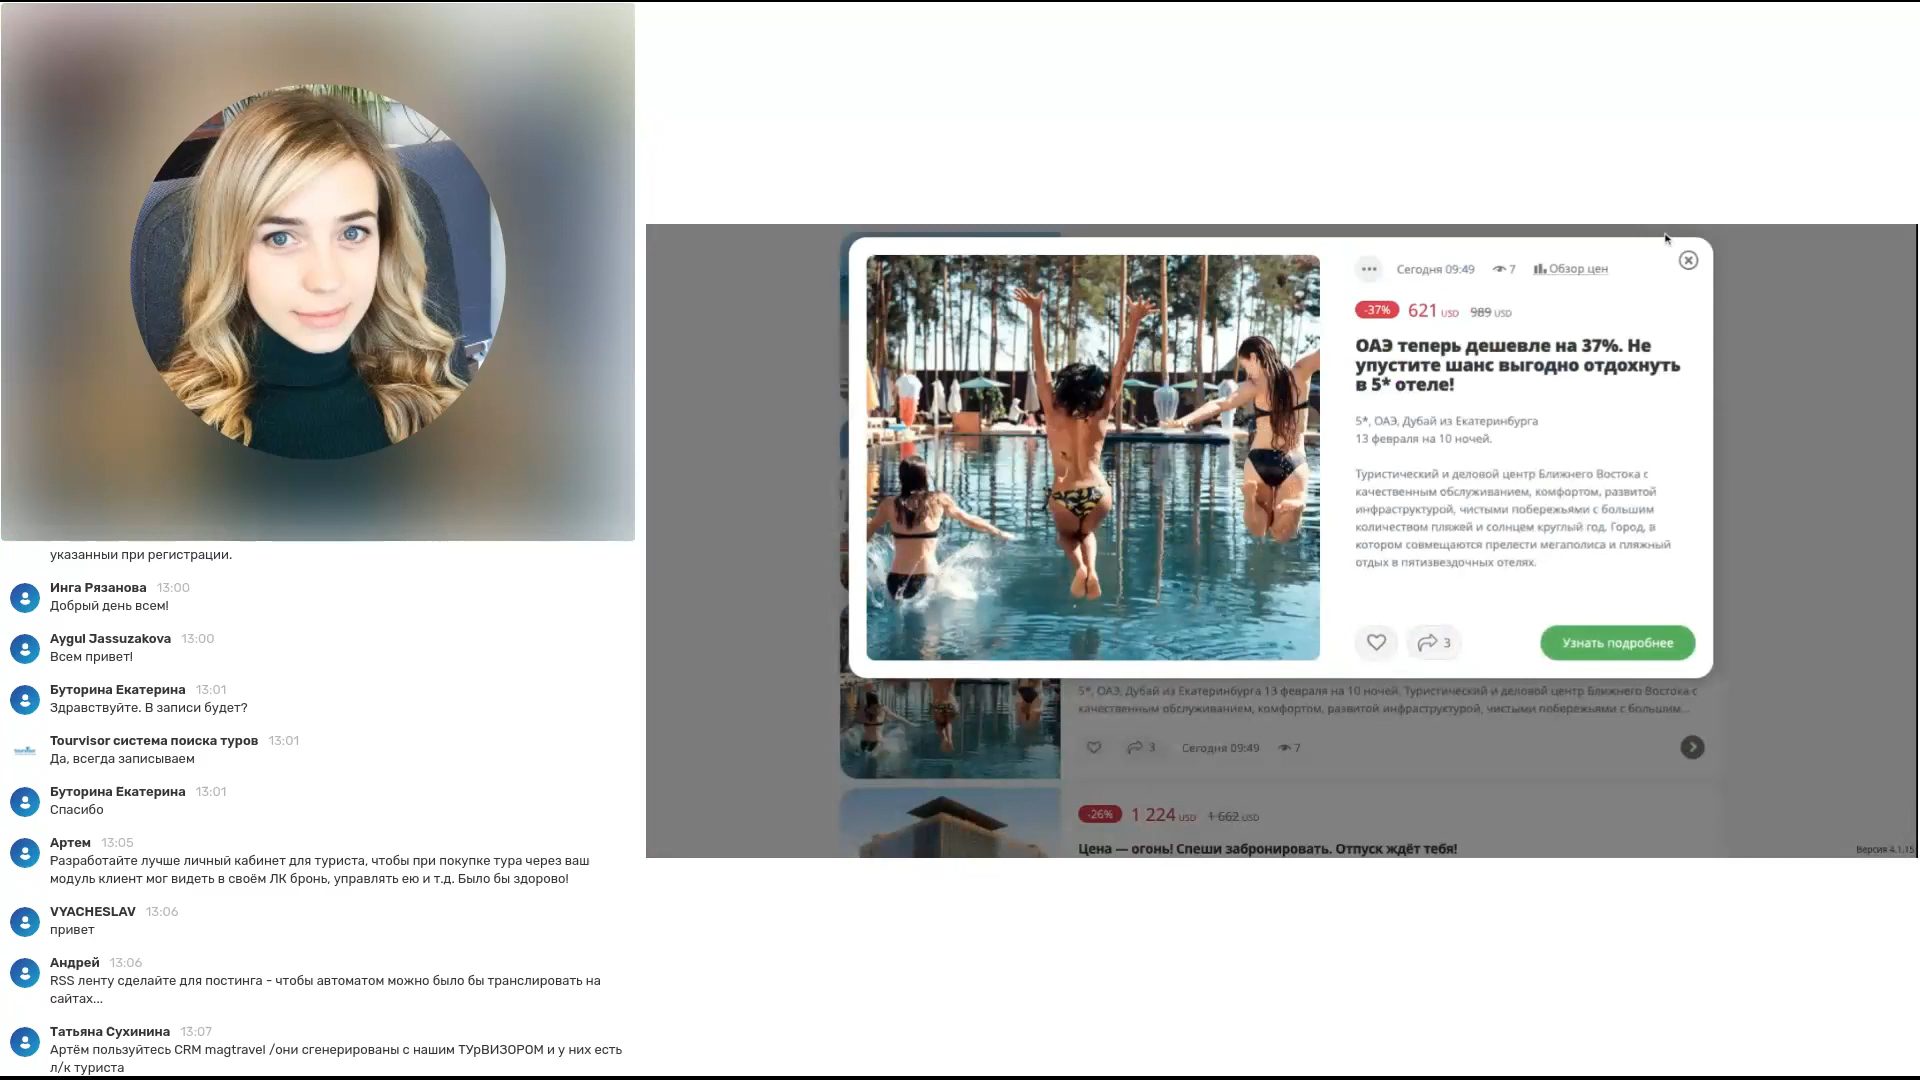 указанный при регистрации.
Инга Рязанова 13:00
Добрый день всем!
Aygul Jassuzakova 13:00
Всем привет!
Буторина Екатерина 13:01
Здравствуйте. В записи будет?
Tourvisor система поиска туров 13:01
Да, всегда записываем
Буторина Екатерина 13:01
Спасибо
Артем 13:05
Разработайте лучше личный кабинет для туриста, чтобы при покупке тура через ваш
модуль клиент мог видеть в своём ЛК бронь, управлять ею и т.д. Было бы здорово!
VYACHESLAV 13:06
привет
Андрей 13:06
RSS ленту сделайте для постинга - чтобы автоматом можно было бы транслировать на
сайтах...
Татьяна Сухинина 13:07
Артём пользуйтесь CRM magtravel /они сгенерированы с нашим ТУрВИЗОРОМ и у них есть
л/к туриста
Сегодня 09:49 7 Обзор цен
-37% 621 USD 989 USD
ОАЭ теперь дешевле на 37%. Не
упустите шанс выгодно отдохнуть
в 5* отеле!
5*, ОАЭ, Дубай из Екатеринбурга
13 февраля на 10 ночей.
Туристический и деловой центр Ближнего Востока с
качественным обслуживанием, комфортом, развитой
инфраструктурой, чистыми побережьями с большим
количеством пляжей и солнцем круглый год. Город, в
котором совмещаются прелести мегаполиса и пляжный
отдых в пятизвездочных отелях.
3 Узнать подробнее
5*, ОАЭ, Дубай из Екатеринбурга 13 февраля на 10 ночей. Туристический и деловой центр Ближнего Востока с
качественным обслуживанием, комфортом, развитой инфраструктурой, чистыми побережьями с большим...
3 Сегодня 09:49 7
-26% 1 224 USD 1 662 USD
Цена — огонь! Спеши забронировать. Отпуск ждёт тебя!
Версия 4.1.15